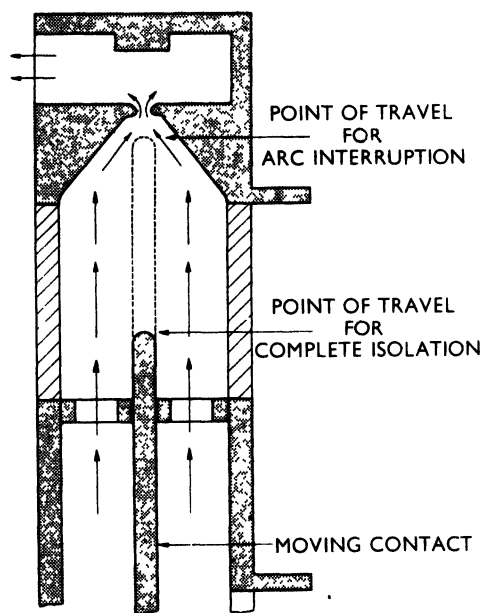 POINT OF TRAVEL
FOR
ARC INTERRUPTION
POINT OF TRAVEL
FOR
COMPLETE ISOLATION
MOVING CONTACT